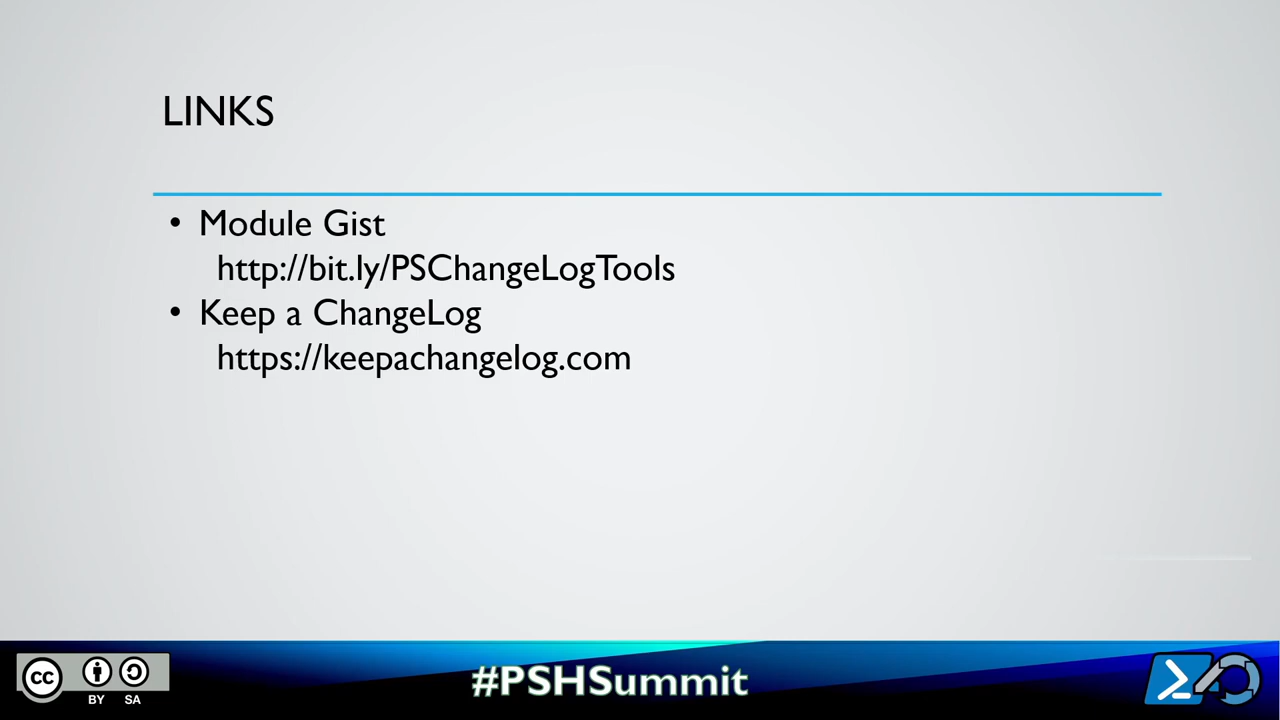 LINKS
• Module Gist
http://bit.ly/PSChangeLogTools
• Keep a ChangeLog
https://keepachangelog.com
cc
BY SA
#PSHSummit